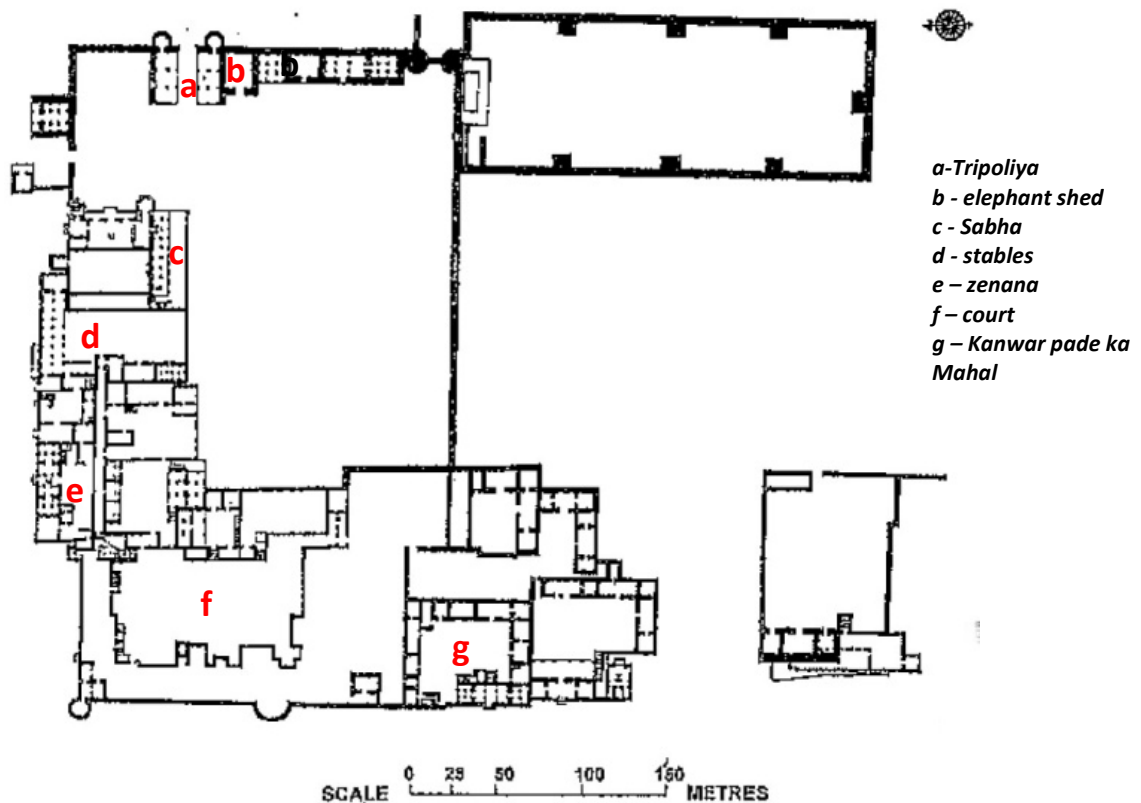 a
b
b
c
d
e
f
g
a-Tripoliya
b - elephant shed
c - Sabha
d - stables
e – zenana
f – court
g – Kanwar pade ka
Mahal
0 25 50 100 150
SCALE METRES